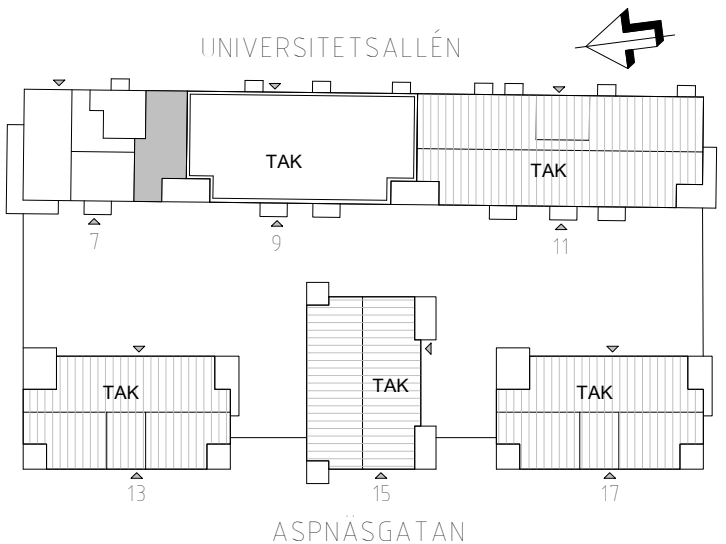 UNIVERSITETSALLÉN
TAK
TAK
7
9
11
TAK
TAK
TAK
13
15
17
ASPNÄSGATAN